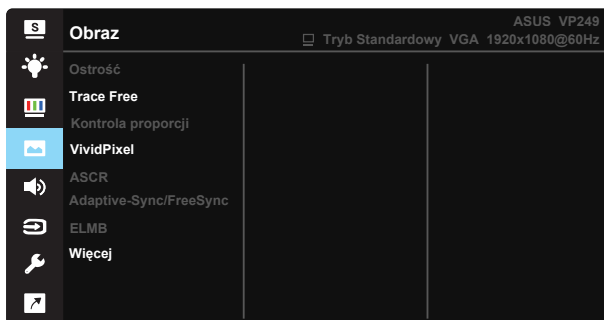 S
Obraz
ASUS VP249
Tryb Standardowy VGA 1920x1080@60Hz
Ostrość
Trace Free
Kontrola proporcji
VividPixel
ASCR
Adaptive-Sync/FreeSync
ELMB
Więcej